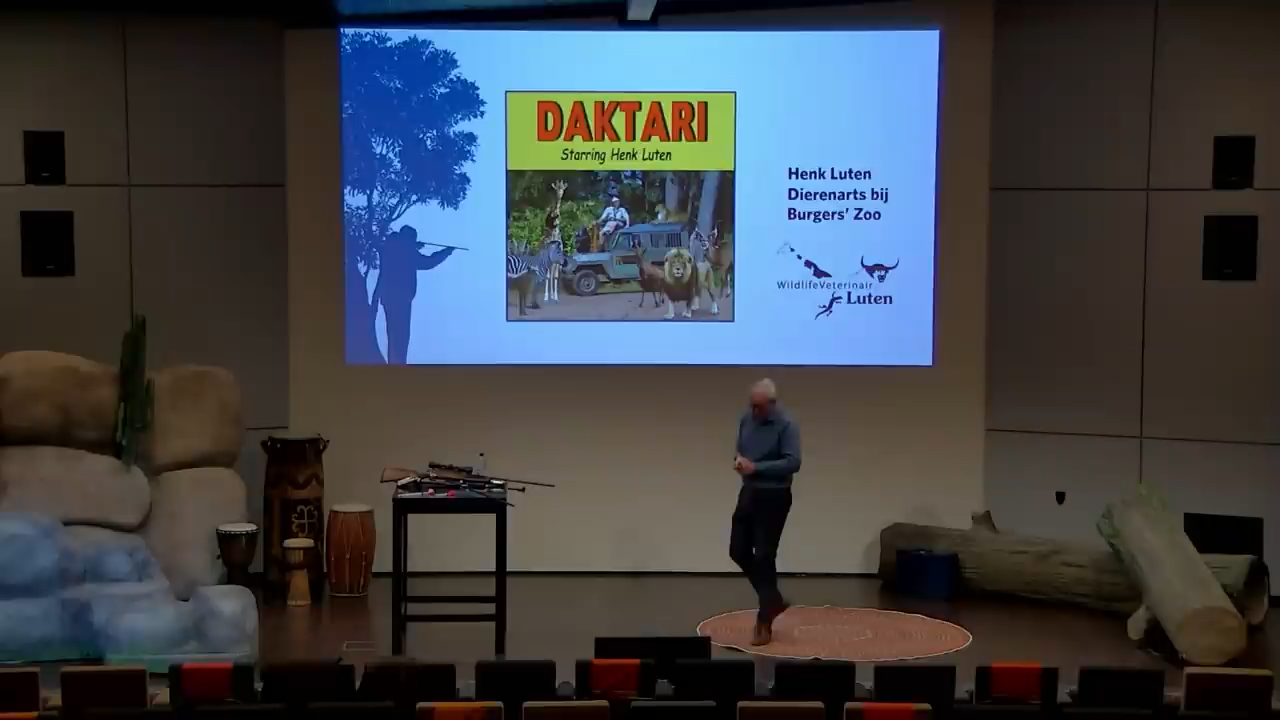 DAKTARI
Starring Henk Luten
Henk Luten
Dierenarts bij
Burgers' Zoo
WildlifeVeterinair
Luten